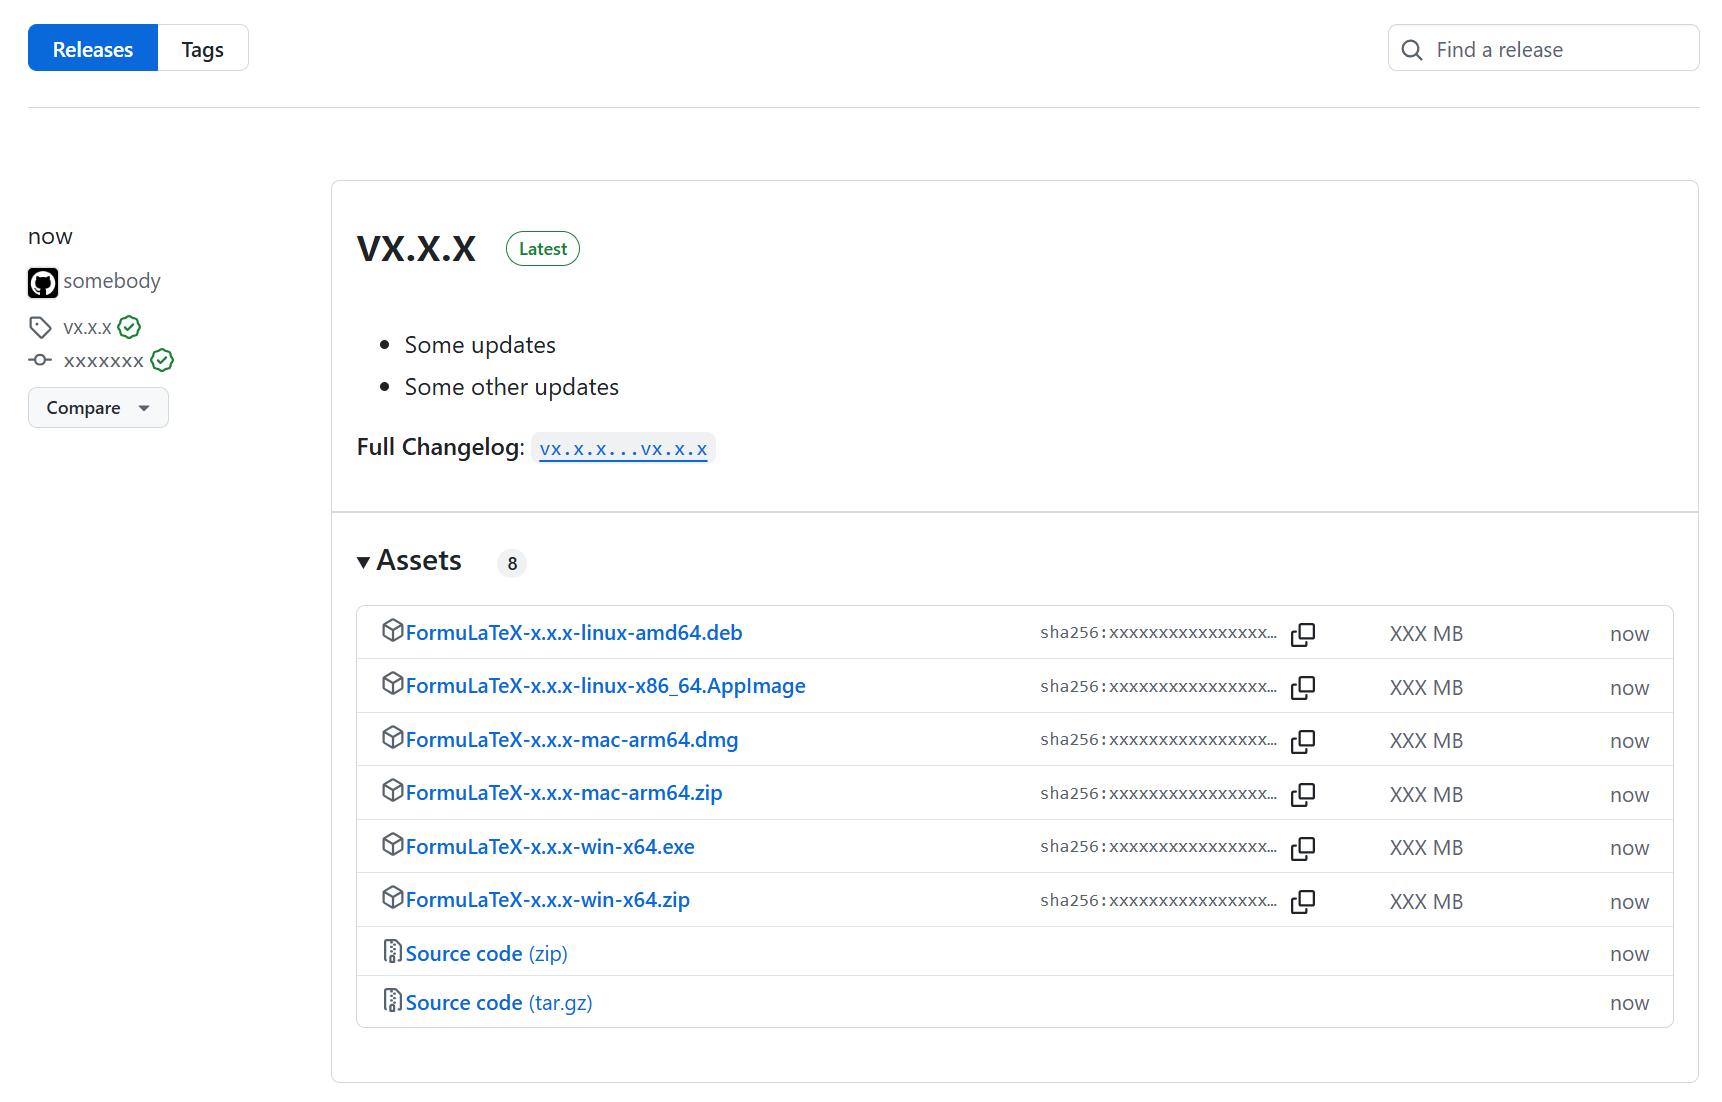 Releases Tags Find a release
now
somebody
vx.x.x
xxxxxxx
Compare
VX.X.X Latest
• Some updates
• Some other updates
Full Changelog: vx.x.x...vx.x.x
Assets 8
FormuLaTeX-x.x.x-linux-amd64.deb sha256:xxxxxxxxxxxxxxxx… XXX MB now
FormuLaTeX-x.x.x-linux-x86_64.AppImage sha256:xxxxxxxxxxxxxxxx… XXX MB now
FormuLaTeX-x.x.x-mac-arm64.dmg sha256:xxxxxxxxxxxxxxxx… XXX MB now
FormuLaTeX-x.x.x-mac-arm64.zip sha256:xxxxxxxxxxxxxxxx… XXX MB now
FormuLaTeX-x.x.x-win-x64.exe sha256:xxxxxxxxxxxxxxxx… XXX MB now
FormuLaTeX-x.x.x-win-x64.zip sha256:xxxxxxxxxxxxxxxx… XXX MB now
Source code (zip) now
Source code (tar.gz) now